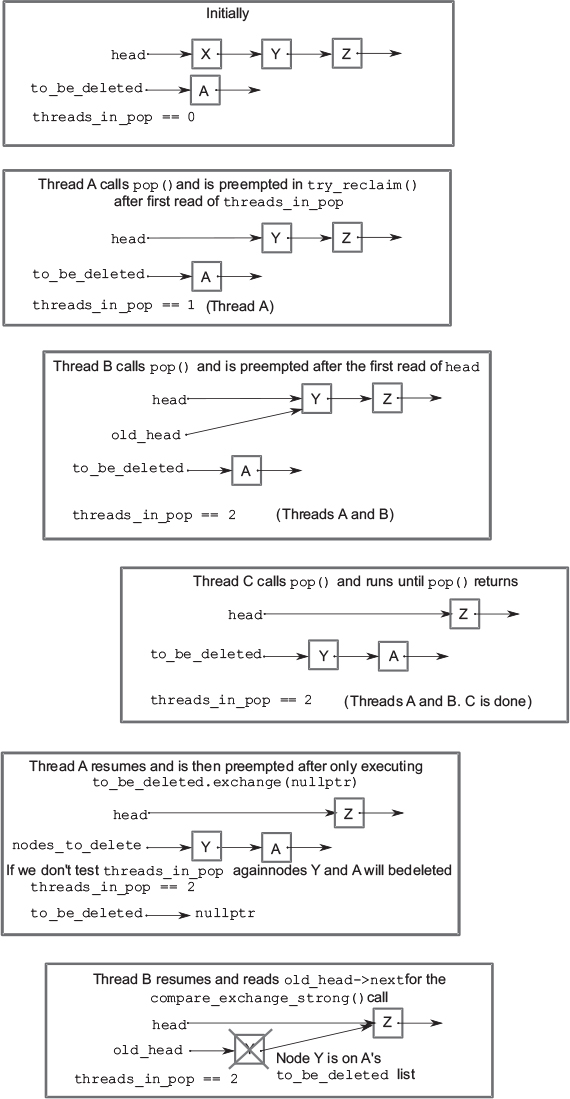 Initially
head X Y Z
to_be_deleted A
threads_in_pop == 0
Thread A calls pop() and is preempted in try_reclaim()
after first read of threads_in_pop
head Y Z
to_be_deleted A
threads_in_pop == 1 (Thread A)
Thread B calls pop() and is preempted after the first read of head
head Y Z
old_head
to_be_deleted A
threads_in_pop == 2 (Threads A and B)
Thread C calls pop() and runs until pop() returns
head Z
to_be_deleted Y A
threads_in_pop == 2 (Threads A and B. C is done)
Thread A resumes and is then preempted after only executing
to_be_deleted.exchange(nullptr)
head Z
nodes_to_delete Y A
If we don't test threads_in_pop againnodes Y and A will bedeleted
threads_in_pop == 2
to_be_deleted nullptr
Thread B resumes and reads old_head->nextfor the
compare_exchange_strong() call
head Z
old_head Y
Node Y is on A's
threads_in_pop == 2 to_be_deleted list